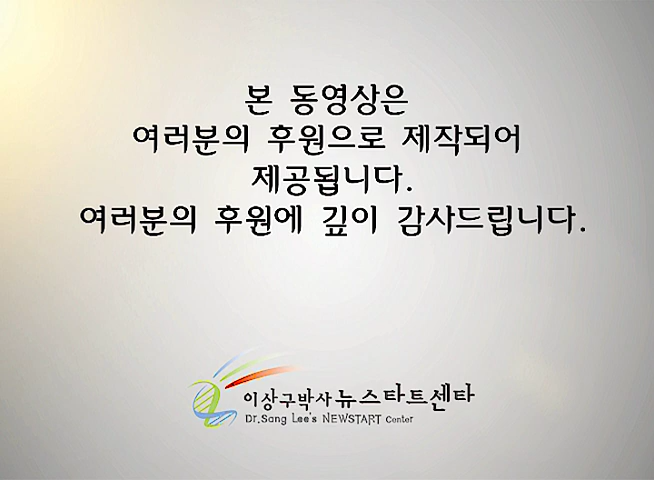 본 동영상은
여러분의 후원으로 제작되어
제공됩니다.
여러분의 후원에 깊이 감사드립니다.
이상구박사 뉴스타트센타
Dr.Sang Lee's NEWSTART Center